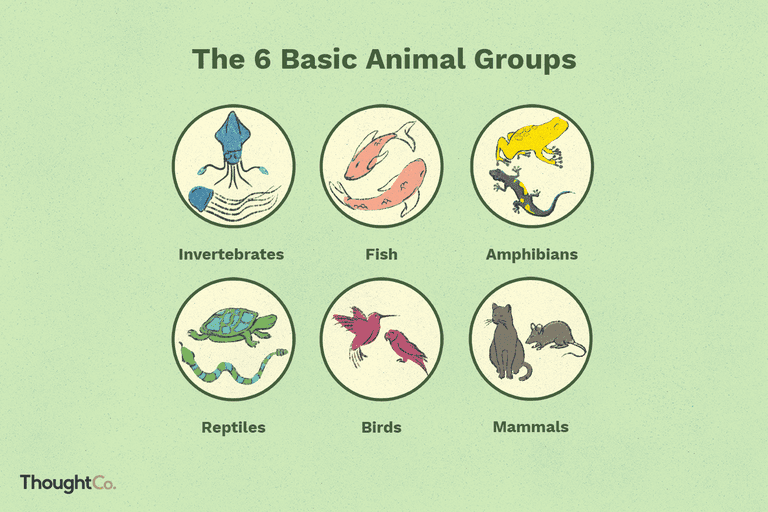 The 6 Basic Animal Groups
Invertebrates
Fish
Amphibians
Reptiles
Birds
Mammals
ThoughtCo.